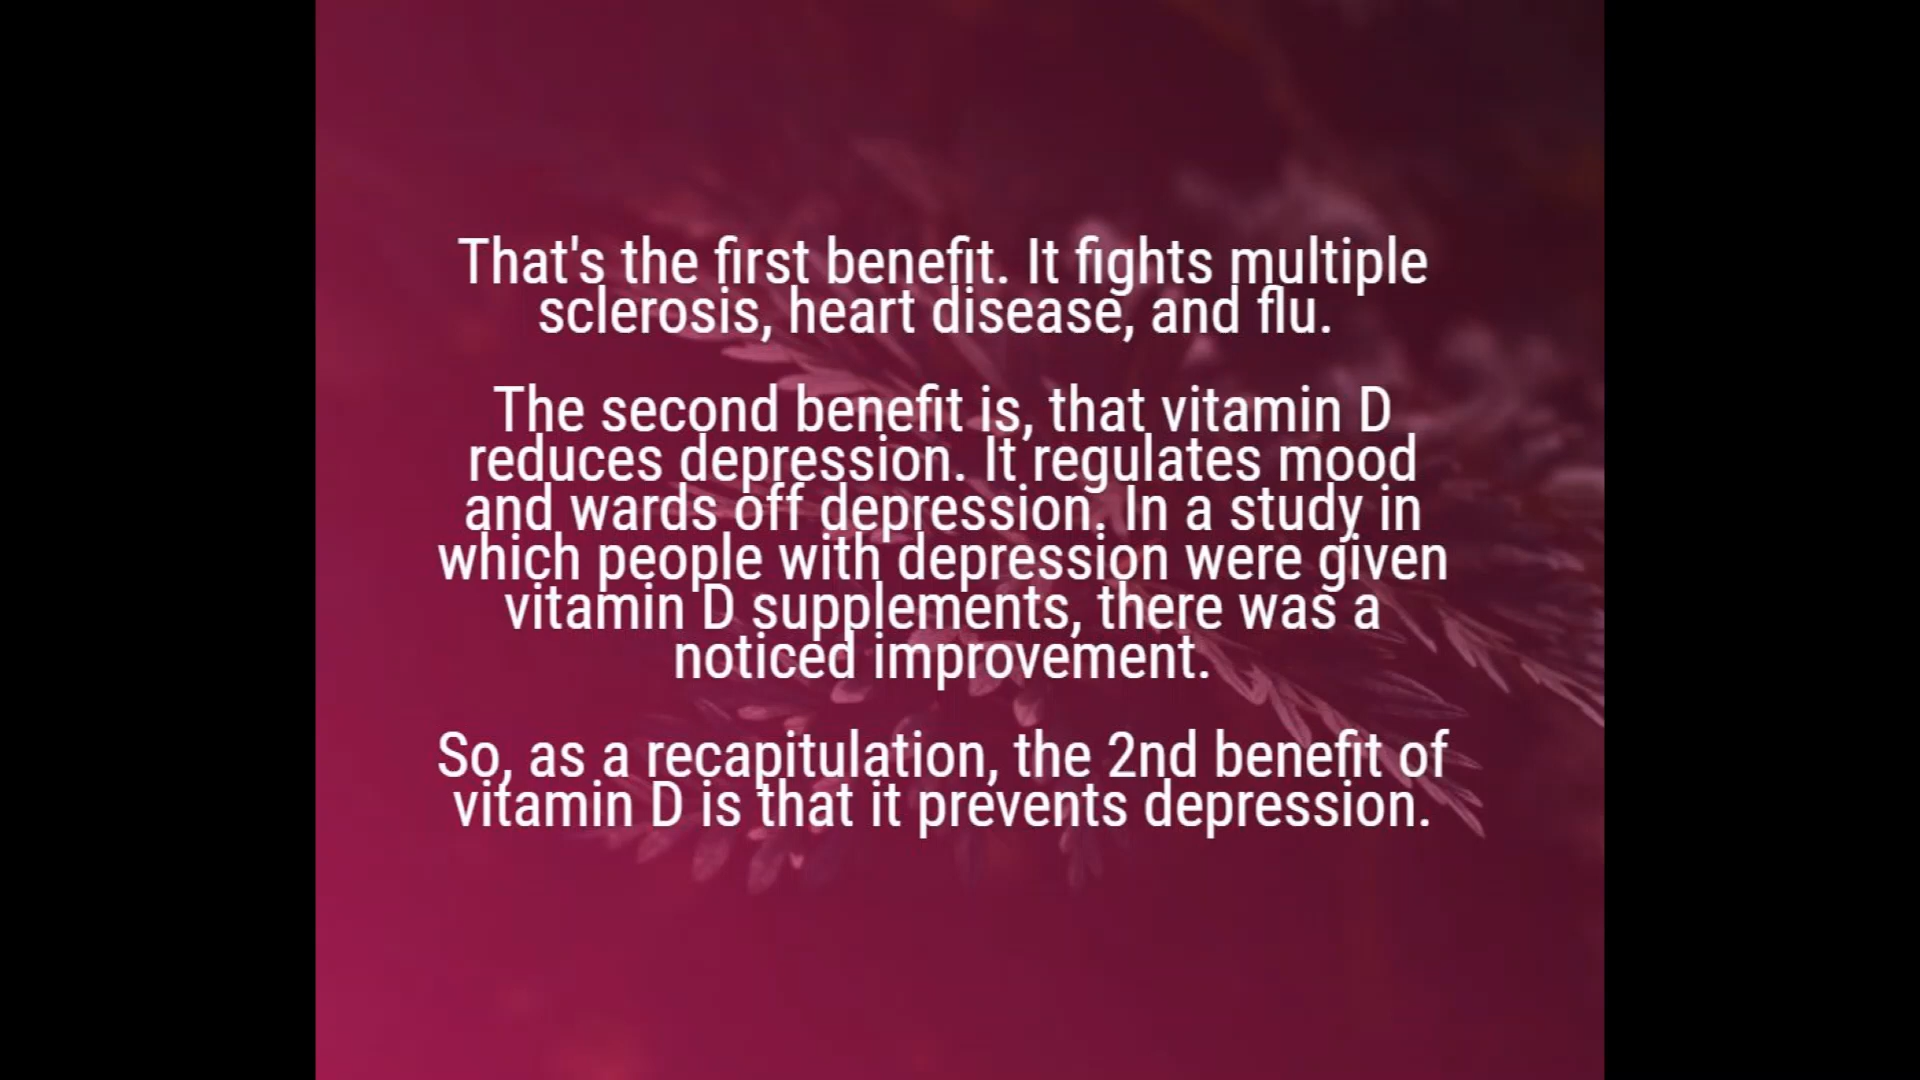 That's the first benefit. It fights multiple
sclerosis, heart disease, and flu.
The second benefit is, that vitamin D
reduces depression. It regulates mood
and wards off depression. In a study in
which people with depression were given
vitamin D supplements, there was a
noticed improvement.
So, as a recapitulation, the 2nd benefit of
vitamin D is that it prevents depression.